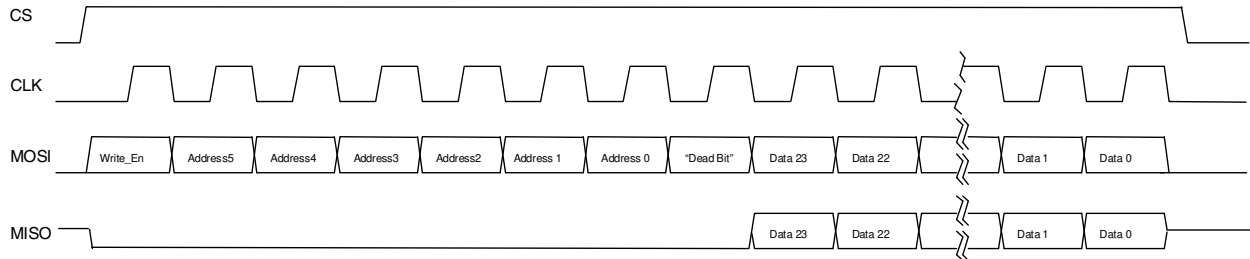 CS
CLK
MOSI Write_En Address5 Address4 Address3 Address2 Address 1 Address 0 “Dead Bit” Data 23 Data 22 Data 1 Data 0
MISO Data 23 Data 22 Data 1 Data 0